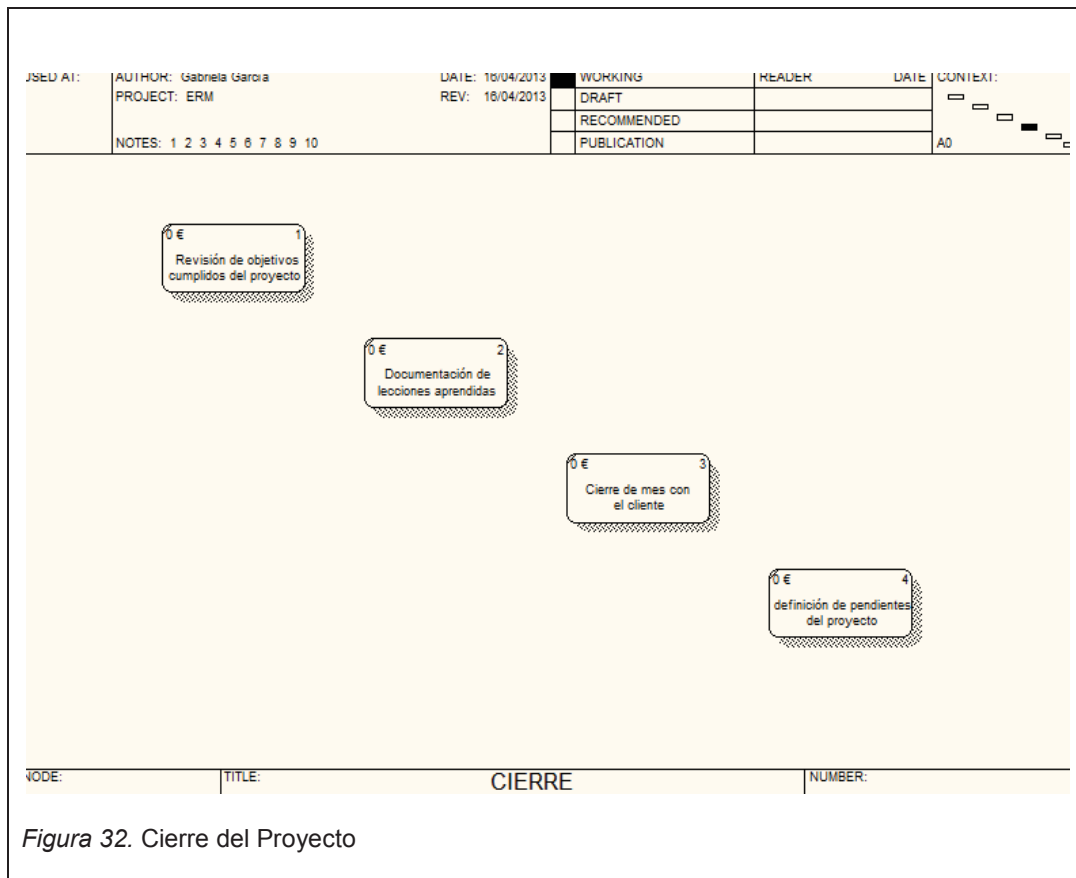 USED AT: AUTHOR: Gabriela García DATE: 16/04/2013 WORKING READER DATE CONTEXT:
PROJECT: ERM REV: 16/04/2013 DRAFT
RECOMMENDED
NOTES: 1 2 3 4 5 6 7 8 9 10 PUBLICATION A0
0 € 1
Revisión de objetivos
cumplidos del proyecto
0 € 2
Documentación de
lecciones aprendidas
0 € 3
Cierre de mes con
el cliente
0 € 4
definición de pendientes
del proyecto
NODE: TITLE: CIERRE NUMBER:
Figura 32. Cierre del Proyecto